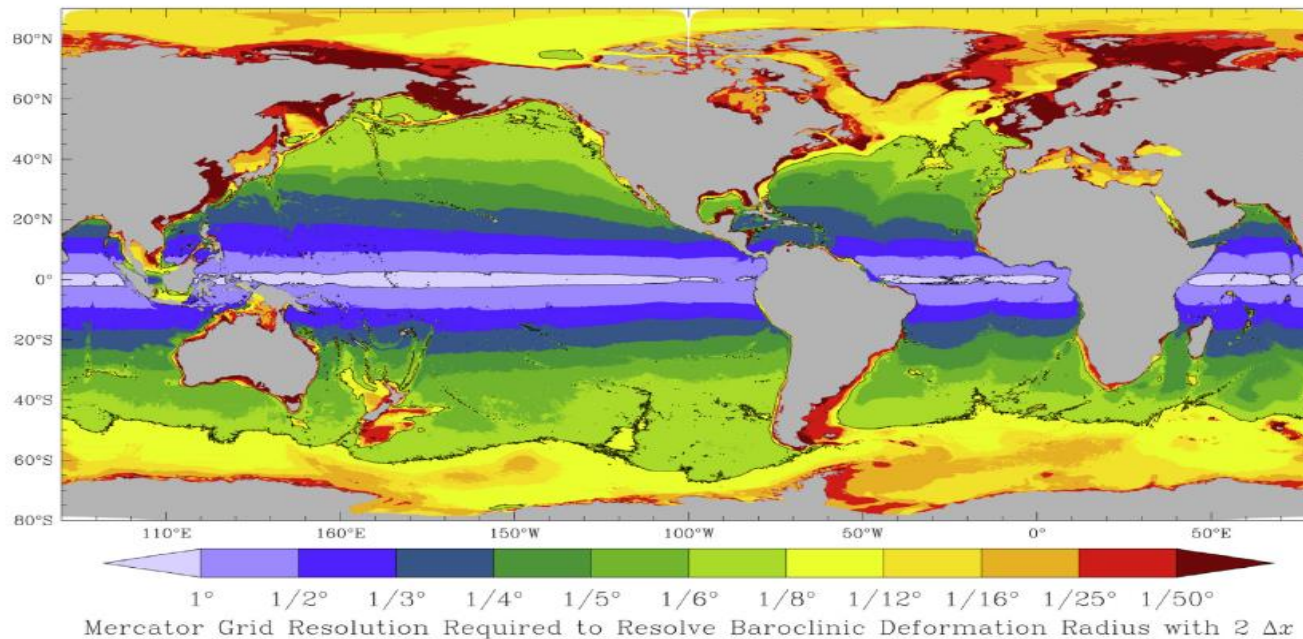 80°N
60°N
40°N
20°N
0°
20°S
40°S
60°S
80°S
110°E 160°E 150°W 100°W 50°W 0° 50°E
1° 1/2° 1/3° 1/4° 1/5° 1/6° 1/8° 1/12° 1/16° 1/25° 1/50°
Mercator Grid Resolution Required to Resolve Baroclinic Deformation Radius with 2 Δx